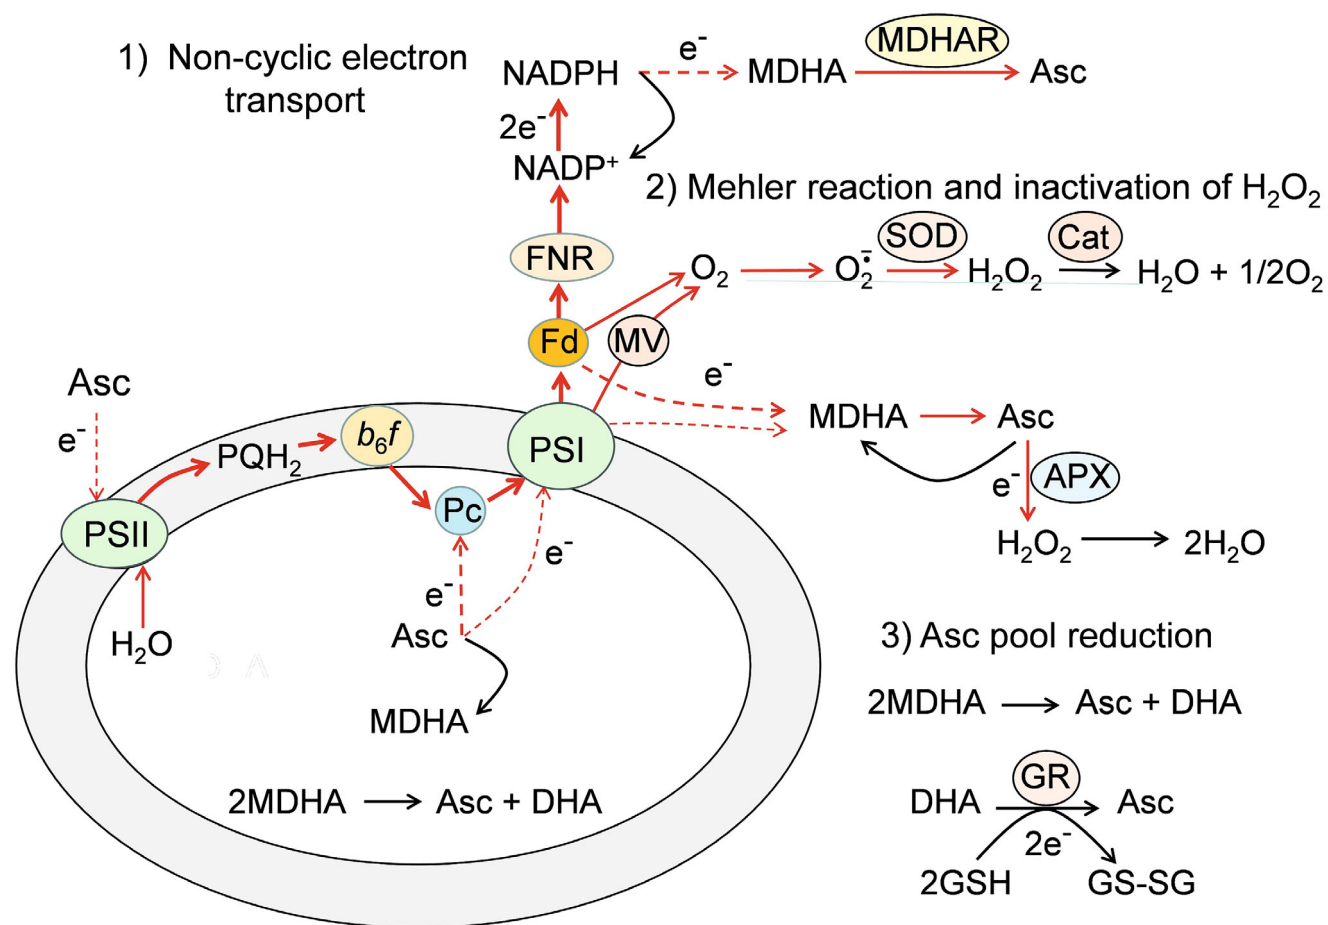 1) Non-cyclic electron
transport
NADPH
e-
MDHA
MDHAR
Asc
2e-
NADP+
2) Mehler reaction and inactivation of H2O2
FNR
O2
O2•-
SOD
H2O2
Cat
H2O + 1/2O2
Fd
MV
e-
MDHA
Asc
e-
APX
H2O2
2H2O
Asc
e-
PSII
H2O
PQH2
b6f
Pc
PSI
e-
e-
Asc
MDHA
2MDHA → Asc + DHA
3) Asc pool reduction
2MDHA → Asc + DHA
GR
DHA
Asc
2e-
2GSH
GS-SG